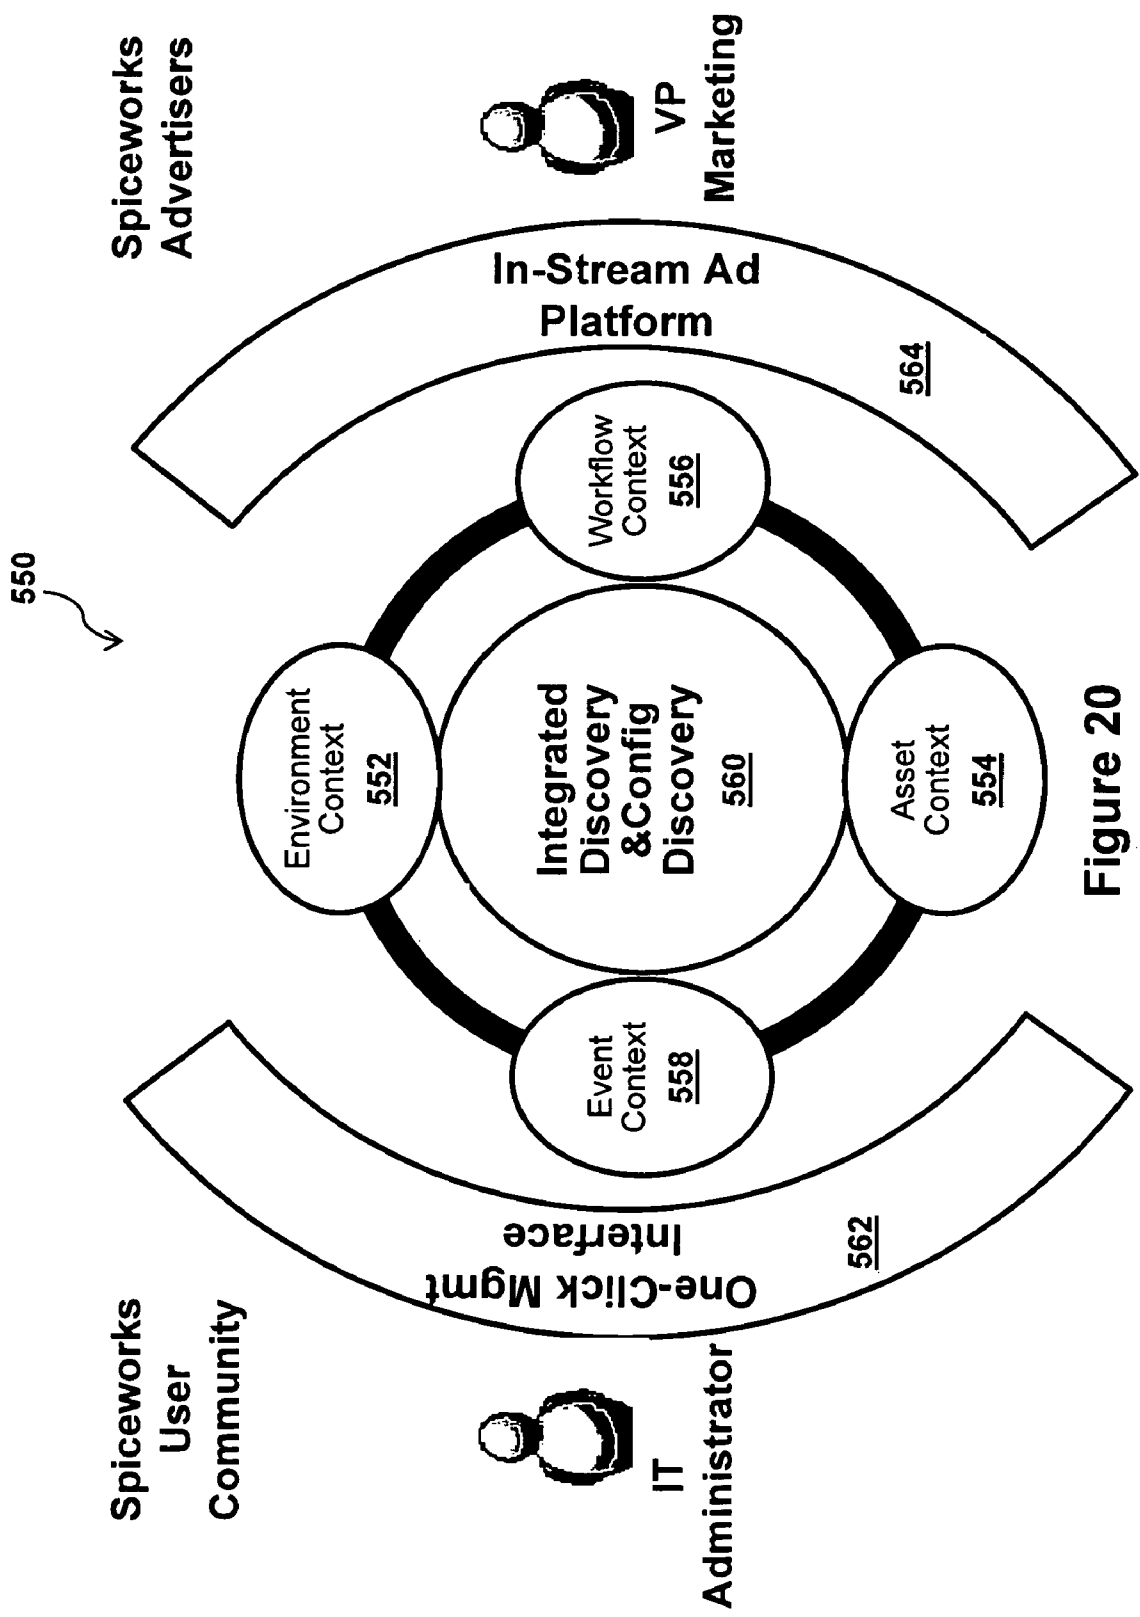 550
Spiceworks
User
Community
Spiceworks
Advertisers
Environment
Context
552
One-Click Mgmt
Interface
562
Event
Context
558
Integrated
Discovery
&Config
Discovery
560
Workflow
Context
556
In-Stream Ad
Platform
564
IT
Administrator
VP
Marketing
Asset
Context
554
Figure 20